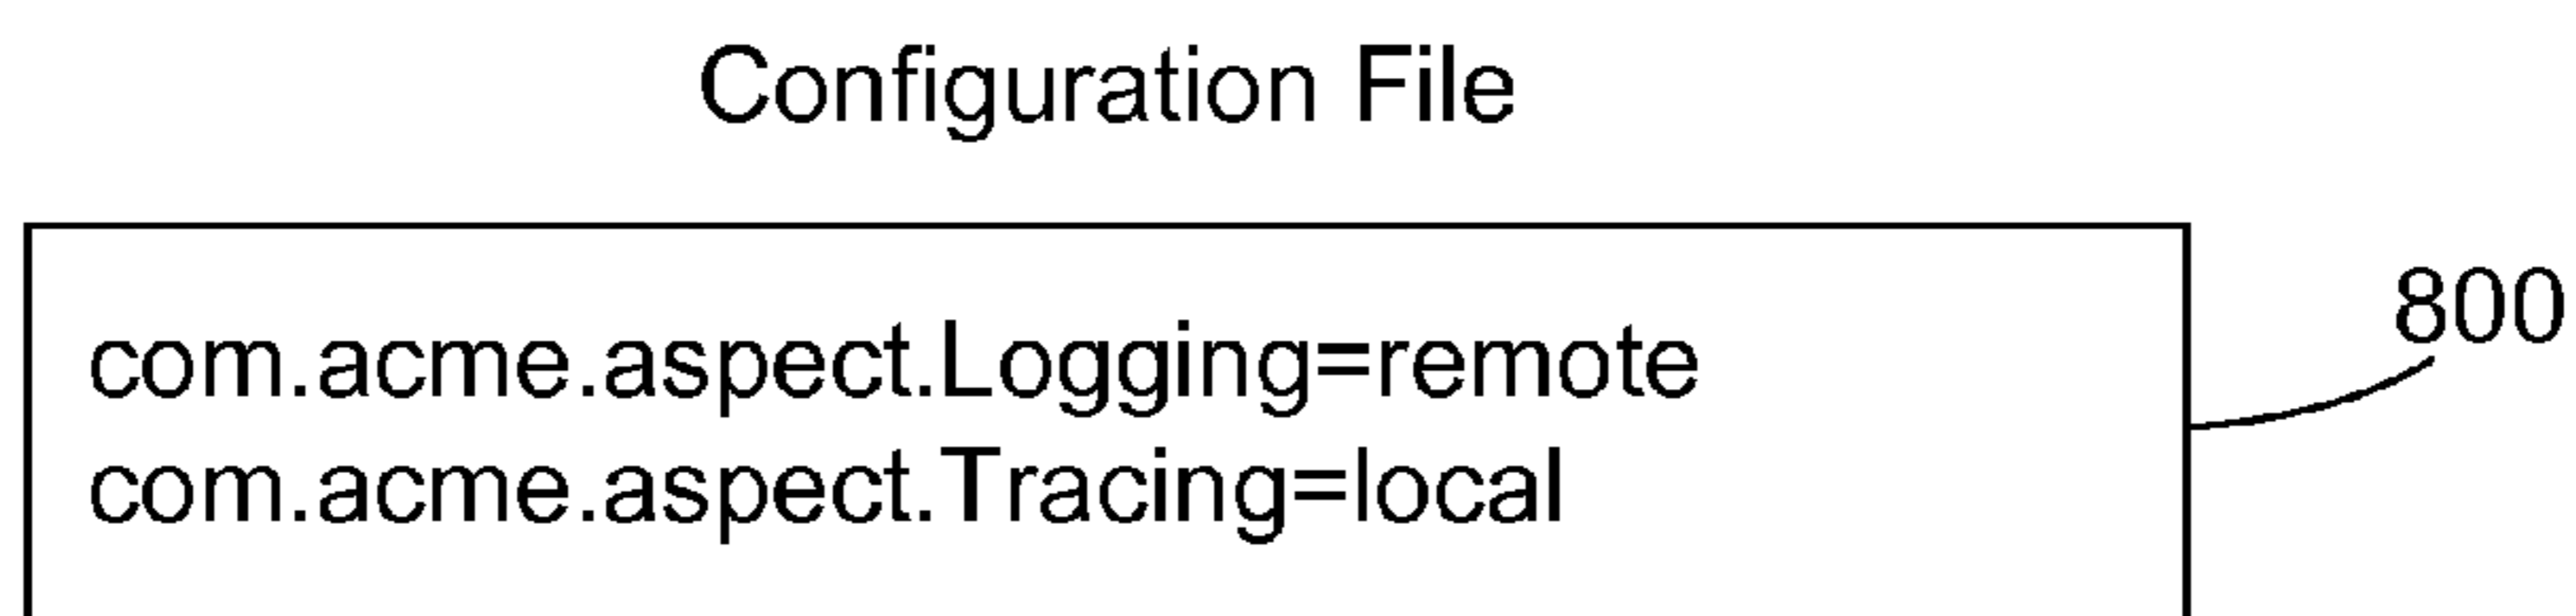 Configuration File
800
com.acme.aspect.Logging=remote
com.acme.aspect.Tracing=local